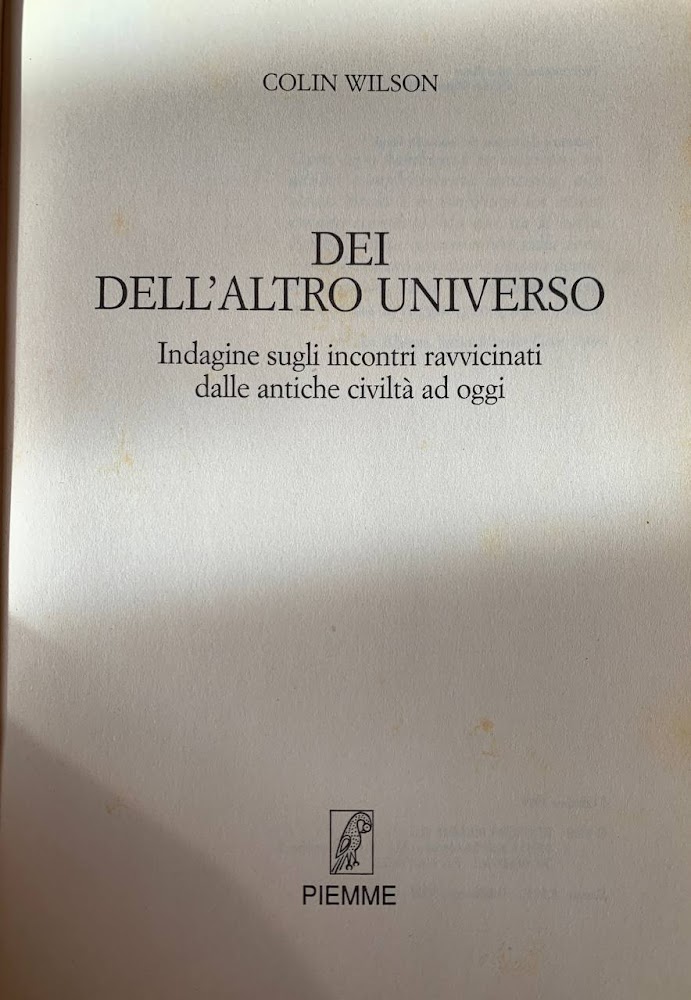 COLIN WILSON
DEI
DELL'ALTRO UNIVERSO
Indagine sugli incontri ravvicinati
dalle antiche civiltà ad oggi
PIEMME